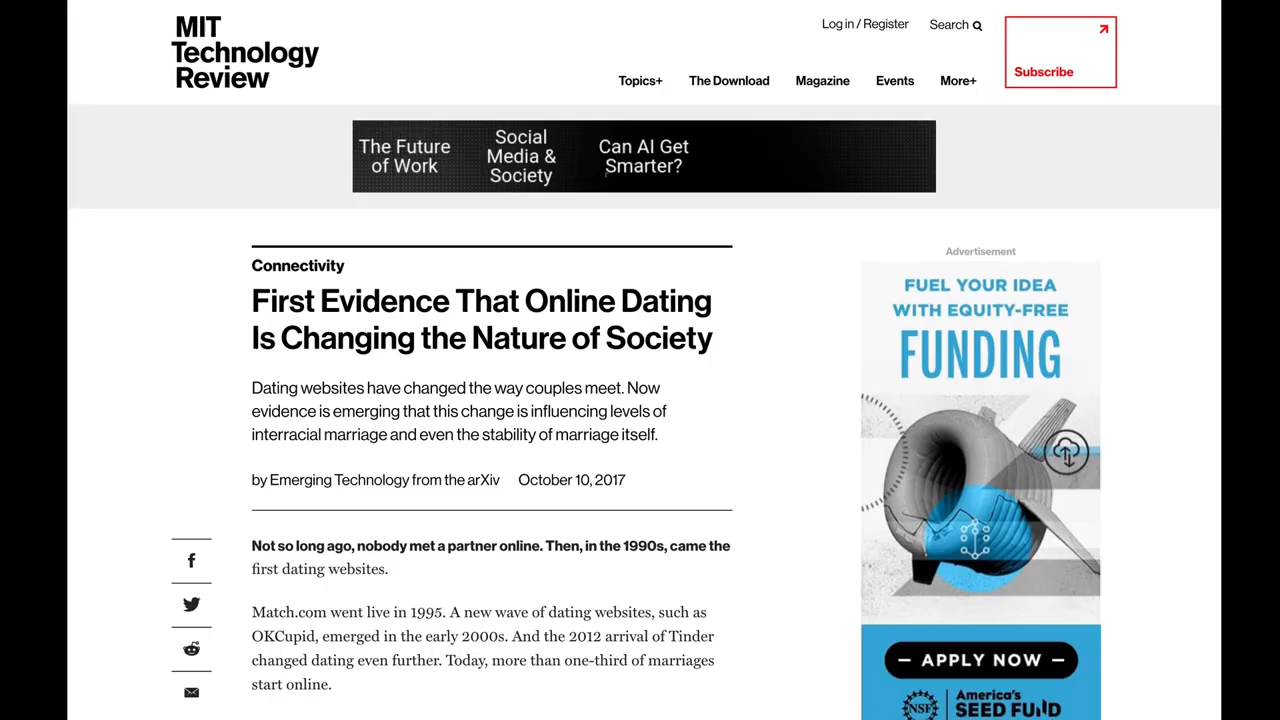 MIT
Technology
Review
Log in / Register
Search
Subscribe
Topics+
The Download
Magazine
Events
More+
The Future
of Work
Social
Media &
Society
Can AI Get
Smarter?
Connectivity
First Evidence That Online Dating
Is Changing the Nature of Society
Dating websites have changed the way couples meet. Now
evidence is emerging that this change is influencing levels of
interracial marriage and even the stability of marriage itself.
by Emerging Technology from the arXiv October 10, 2017
Not so long ago, nobody met a partner online. Then, in the 1990s, came the
first dating websites.
Match.com went live in 1995. A new wave of dating websites, such as
OKCupid, emerged in the early 2000s. And the 2012 arrival of Tinder
changed dating even further. Today, more than one-third of marriages
start online.
Advertisement
FUEL YOUR IDEA
WITH EQUITY-FREE
FUNDING
— APPLY NOW —
NSF
America's
SEED FUND